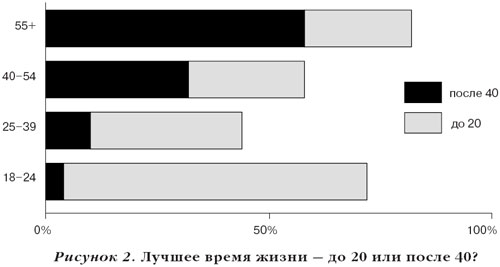 55+
40–54
25–39
18–24
после 40
до 20
0%
50%
100%
Рисунок 2. Лучшее время жизни — до 20 или после 40?